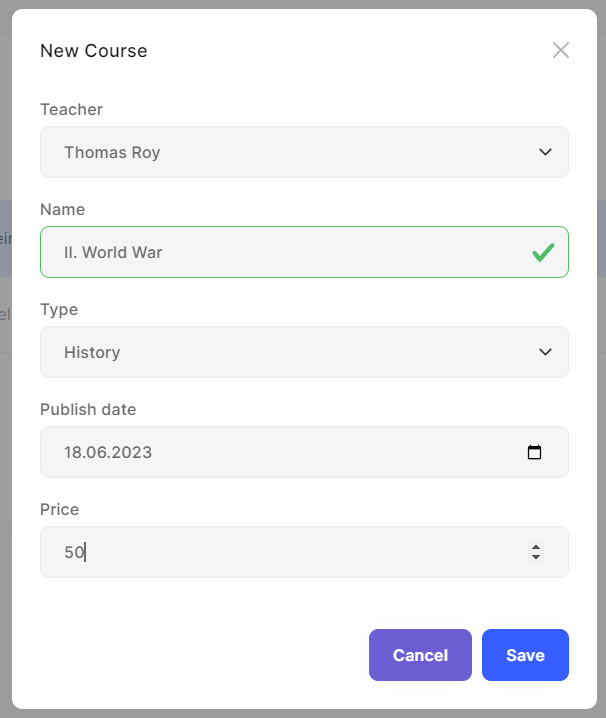 New Course
Teacher
Thomas Roy
Name
II. World War
Type
History
Publish date
18.06.2023
Price
50
Cancel Save